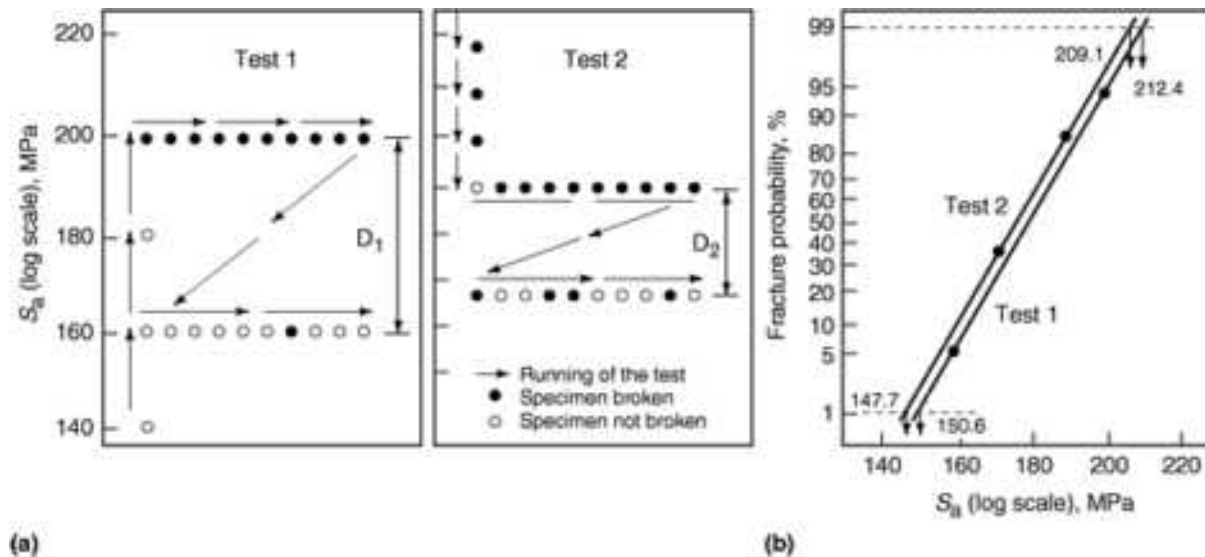 Test 1
Test 2
220
200
180
160
140
Sa (log scale), MPa
D1
D2
Running of the test
Specimen broken
Specimen not broken
(a)
Fracture probability, %
99
95
90
80
70
60
50
40
30
20
10
5
1
209.1
212.4
Test 2
Test 1
147.7
150.6
140
160
180
200
220
Sa (log scale), MPa
(b)